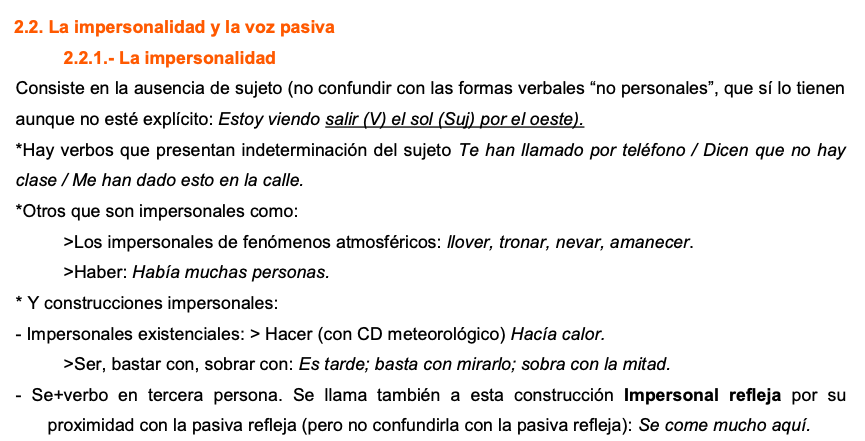 2.2. La impersonalidad y la voz pasiva
2.2.1.- La impersonalidad
Consiste en la ausencia de sujeto (no confundir con las formas verbales “no personales”, que sí lo tienen
aunque no esté explícito: Estoy viendo salir (V) el sol (Suj) por el oeste).
*Hay verbos que presentan indeterminación del sujeto Te han llamado por teléfono / Dicen que no hay
clase / Me han dado esto en la calle.
*Otros que son impersonales como:
>Los impersonales de fenómenos atmosféricos: llover, tronar, nevar, amanecer.
>Haber: Había muchas personas.
* Y construcciones impersonales:
- Impersonales existenciales: > Hacer (con CD meteorológico) Hacía calor.
>Ser, bastar con, sobrar con: Es tarde; basta con mirarlo; sobra con la mitad.
- Se+verbo en tercera persona. Se llama también a esta construcción Impersonal refleja por su
proximidad con la pasiva refleja (pero no confundirla con la pasiva refleja): Se come mucho aquí.